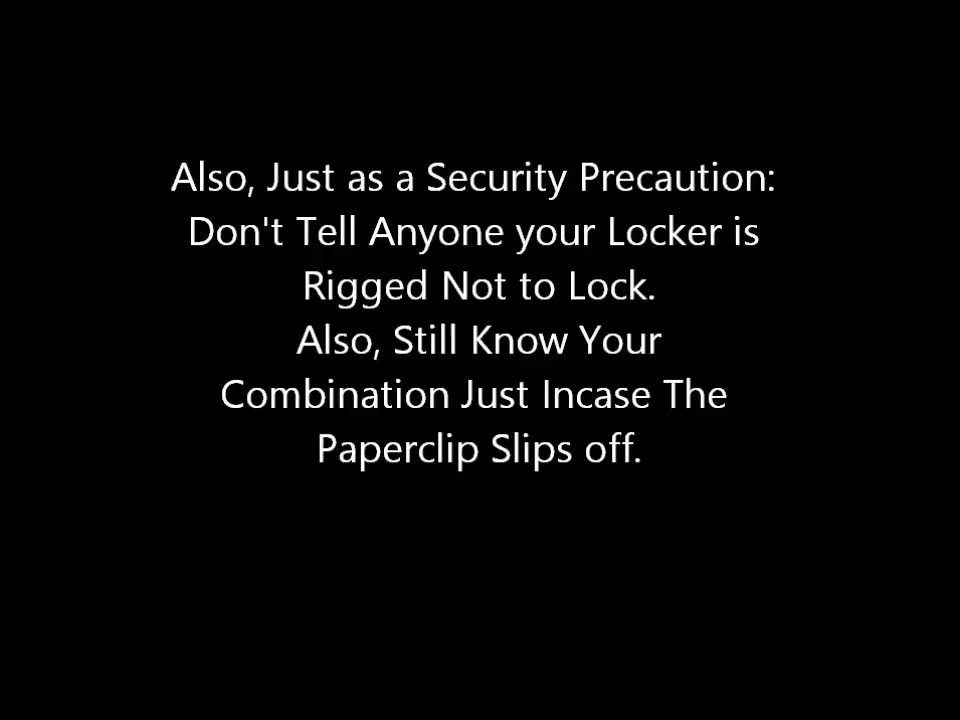 Also, Just as a Security Precaution:
Don't Tell Anyone your Locker is
Rigged Not to Lock.
Also, Still Know Your
Combination Just Incase The
Paperclip Slips off.